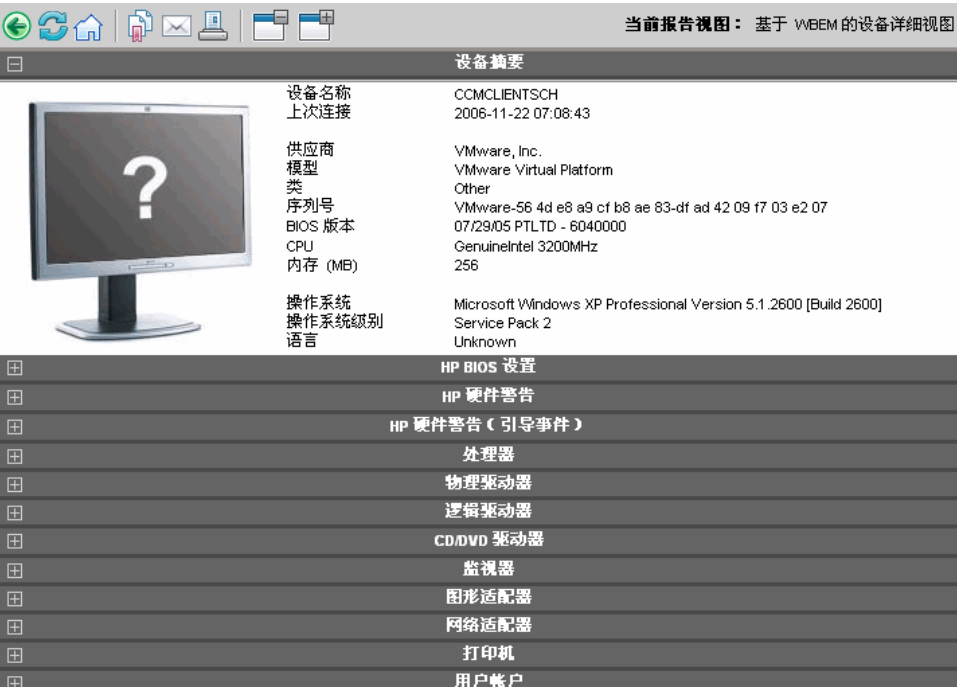 当前报告视图： 基于 WBEM 的设备详细视图
设备摘要
设备名称 CCMCLIENTSCH
上次连接 2006-11-22 07:08:43
供应商 VMware, Inc.
模型 VMware Virtual Platform
类 Other
序列号 VMware-56 4d e8 a9 cf b8 ae 83-df ad 42 09 f7 03 e2 07
BIOS 版本 07/29/05 PTLTD - 6040000
CPU GenuineIntel 3200MHz
内存 (MB) 256
操作系统 Microsoft Windows XP Professional Version 5.1.2600 [Build 2600]
操作系统级别 Service Pack 2
语言 Unknown
HP BIOS 设置
HP 硬件警告
HP 硬件警告（引导事件）
处理器
物理驱动器
逻辑驱动器
CD/DVD 驱动器
监视器
图形适配器
网络适配器
打印机
用户帐户